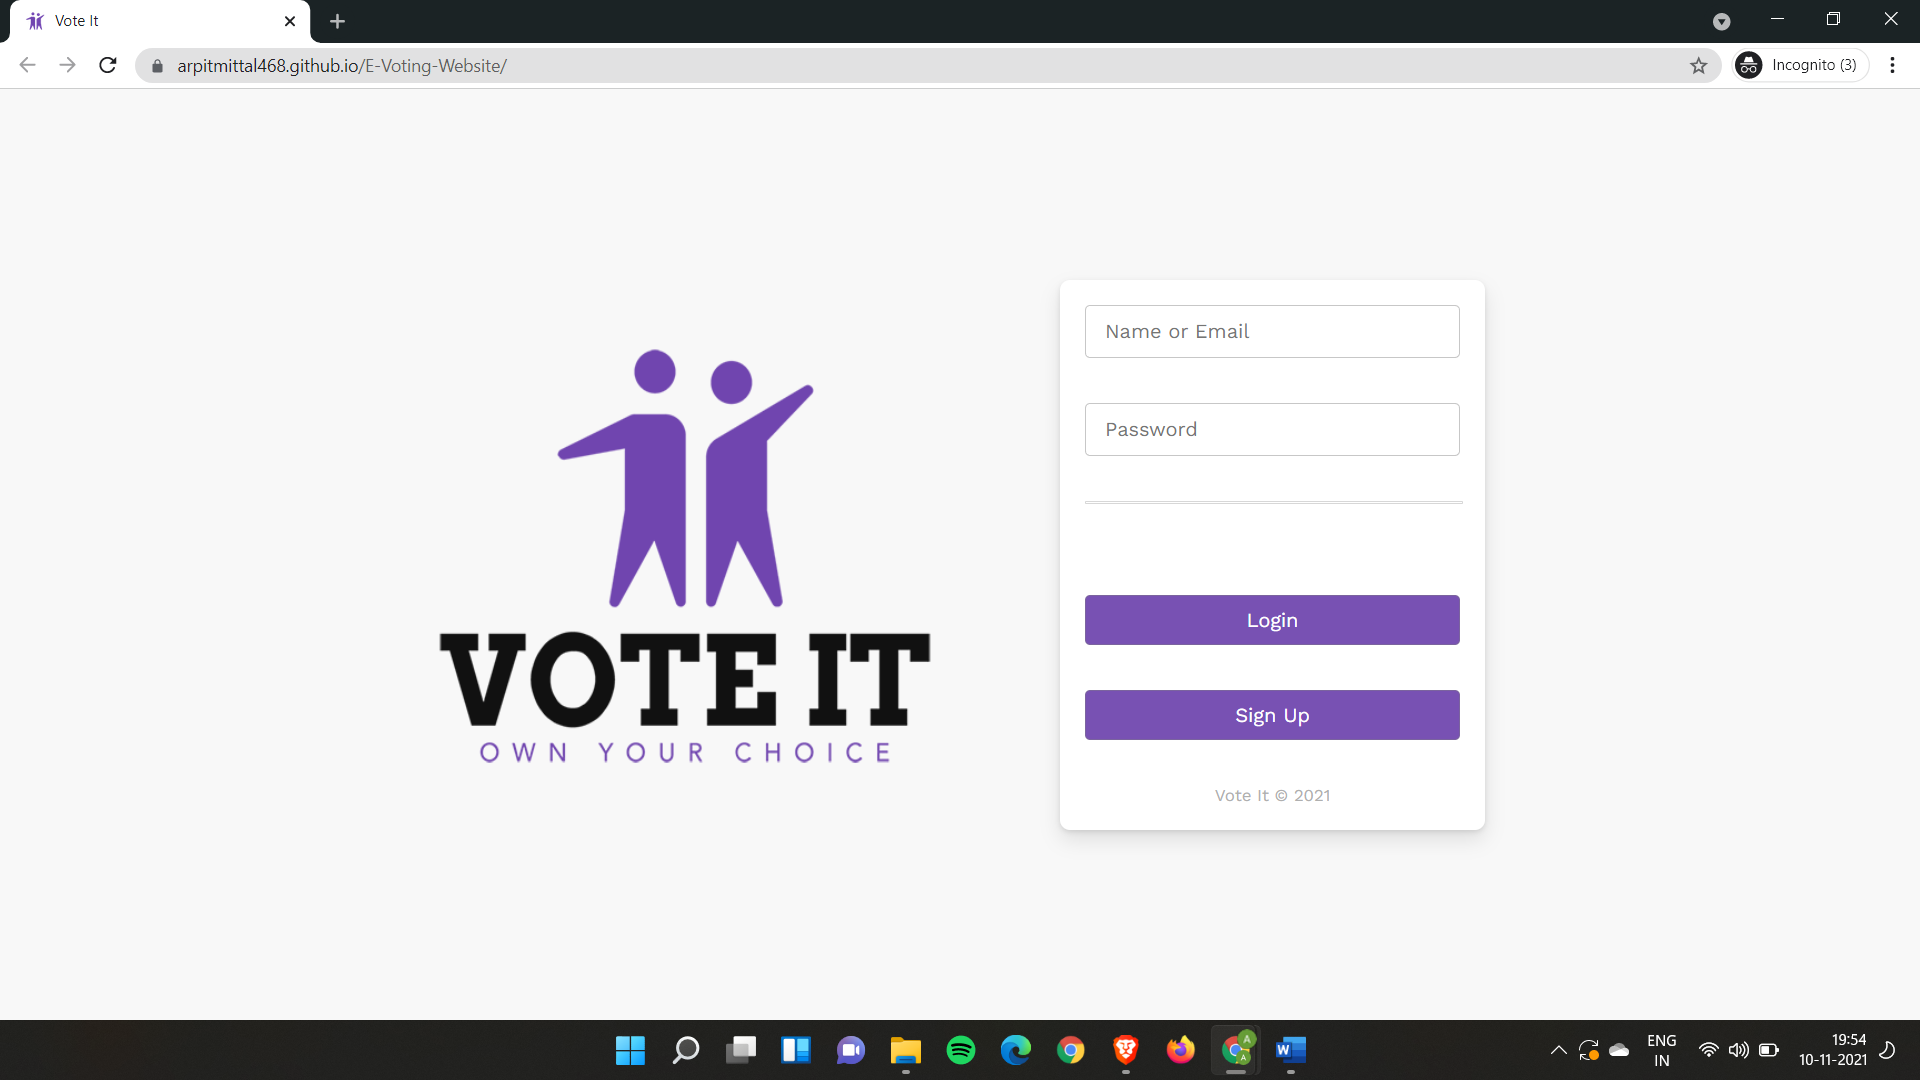 Vote It
arpitmittal468.github.io/E-Voting-Website/
Incognito (3)
Name or Email
Password
VOTE IT
OWN YOUR CHOICE
Login
Sign Up
Vote It © 2021
ENG
IN
19:54
10-11-2021